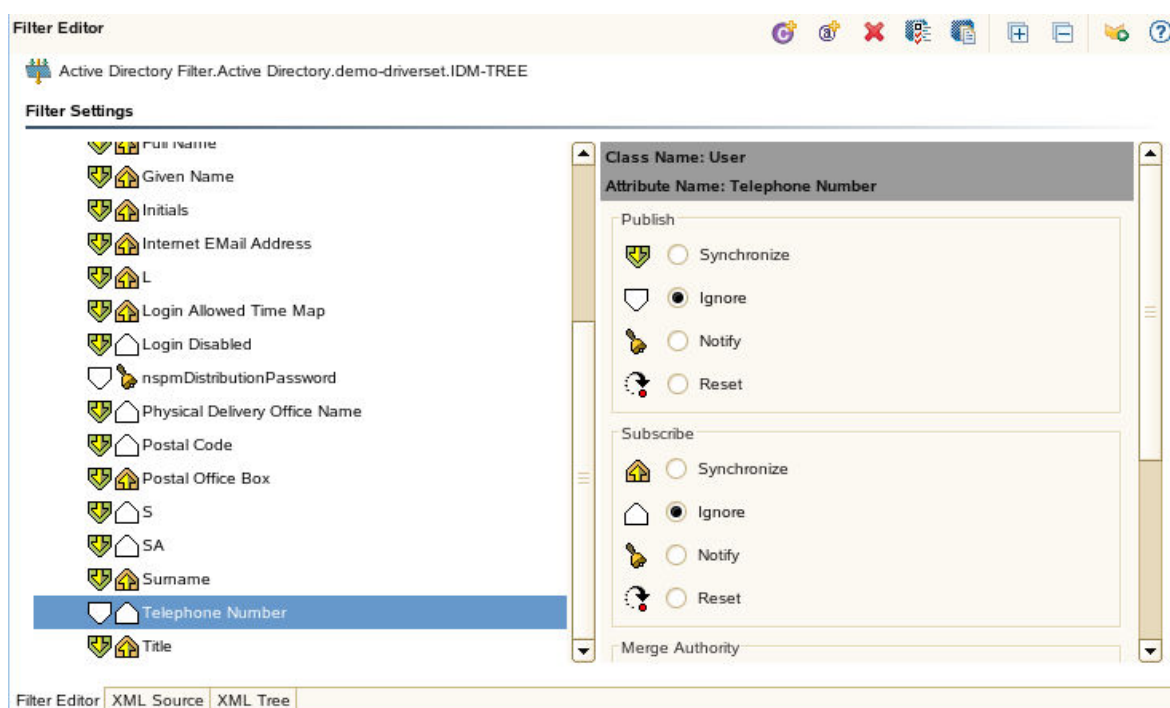 Filter Editor
Active Directory Filter.Active Directory.demo-driverset.IDM-TREE
Filter Settings
Full Name
Given Name
Initials
Internet EMail Address
L
Login Allowed Time Map
Login Disabled
nspmDistributionPassword
Physical Delivery Office Name
Postal Code
Postal Office Box
S
SA
Surname
Telephone Number
Title
Class Name: User
Attribute Name: Telephone Number
Publish
Synchronize
Ignore
Notify
Reset
Subscribe
Synchronize
Ignore
Notify
Reset
Merge Authority
Filter Editor XML Source XML Tree